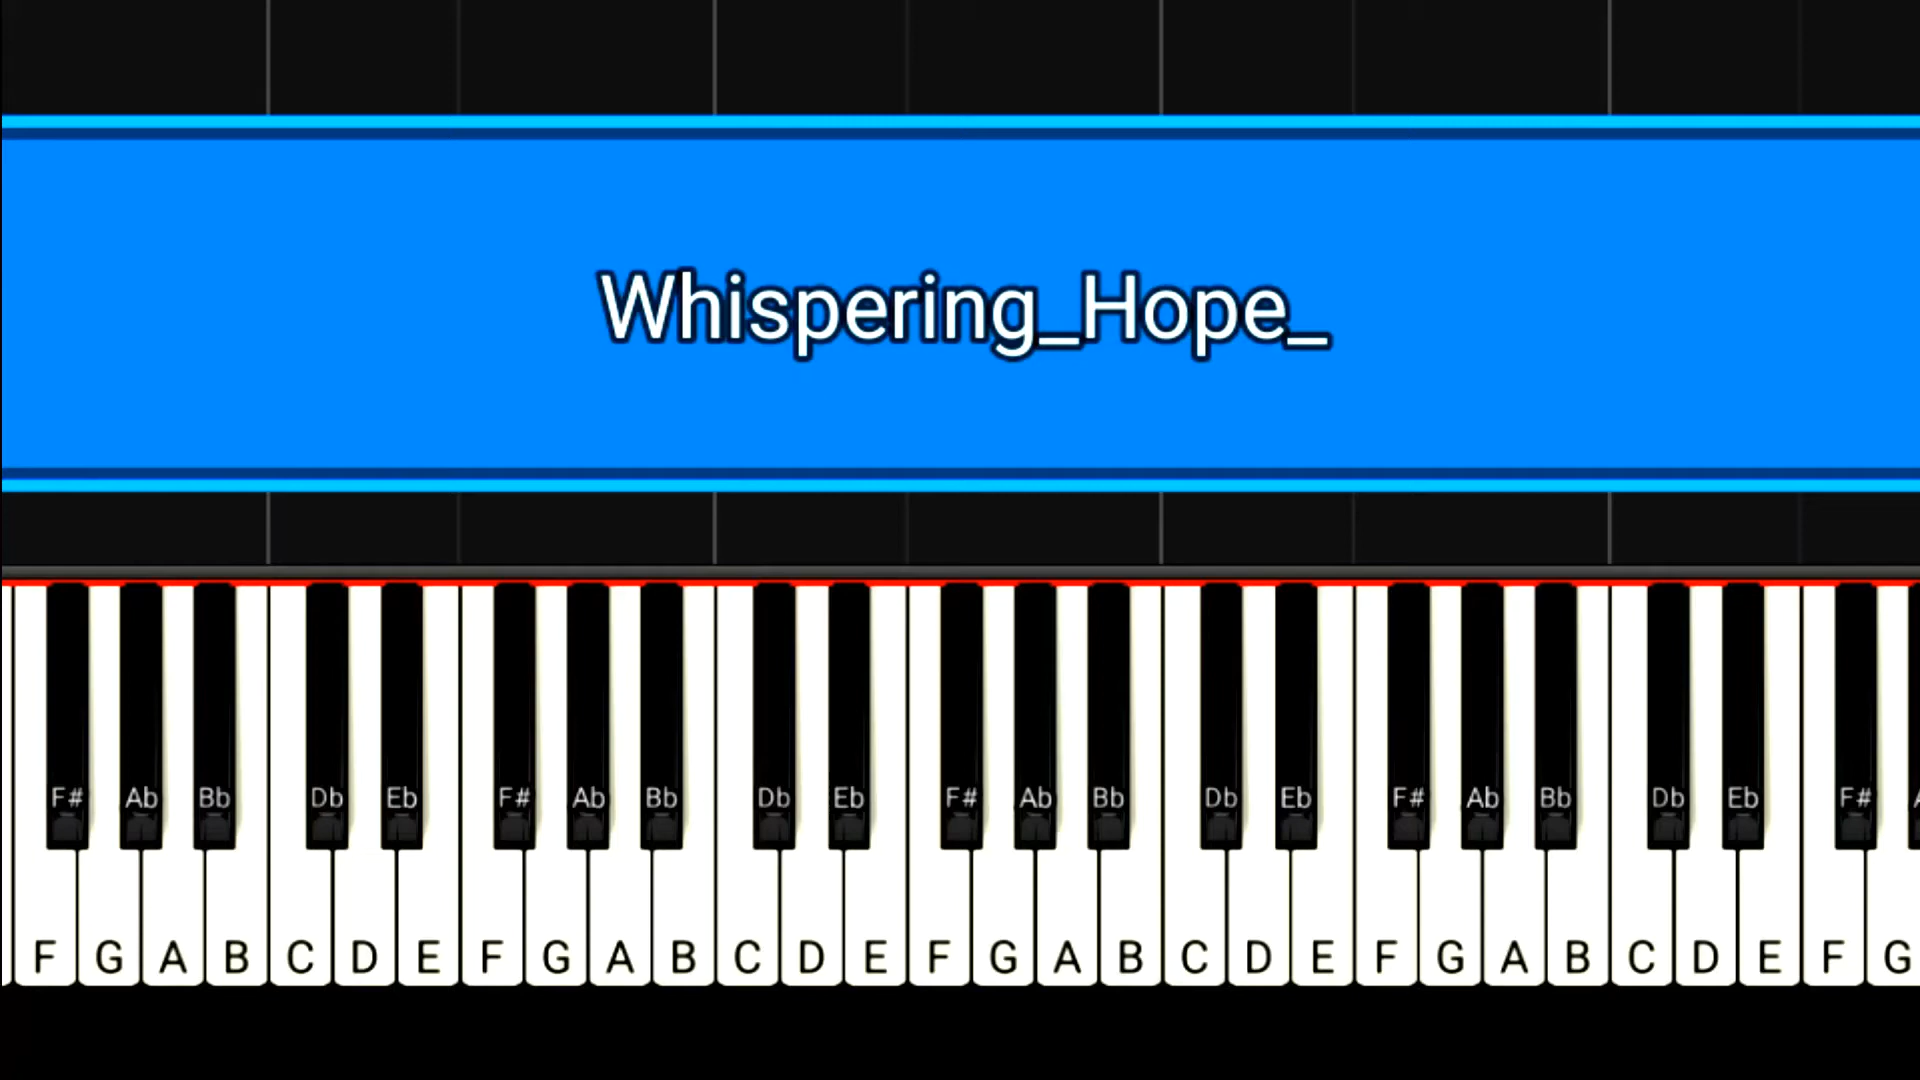 Whispering_Hope_
F# Ab Bb Db Eb F# Ab Bb Db Eb F# Ab Bb Db Eb F# Ab Bb Db Eb F#
F G A B C D E F G A B C D E F G A B C D E F G A B C D E F G